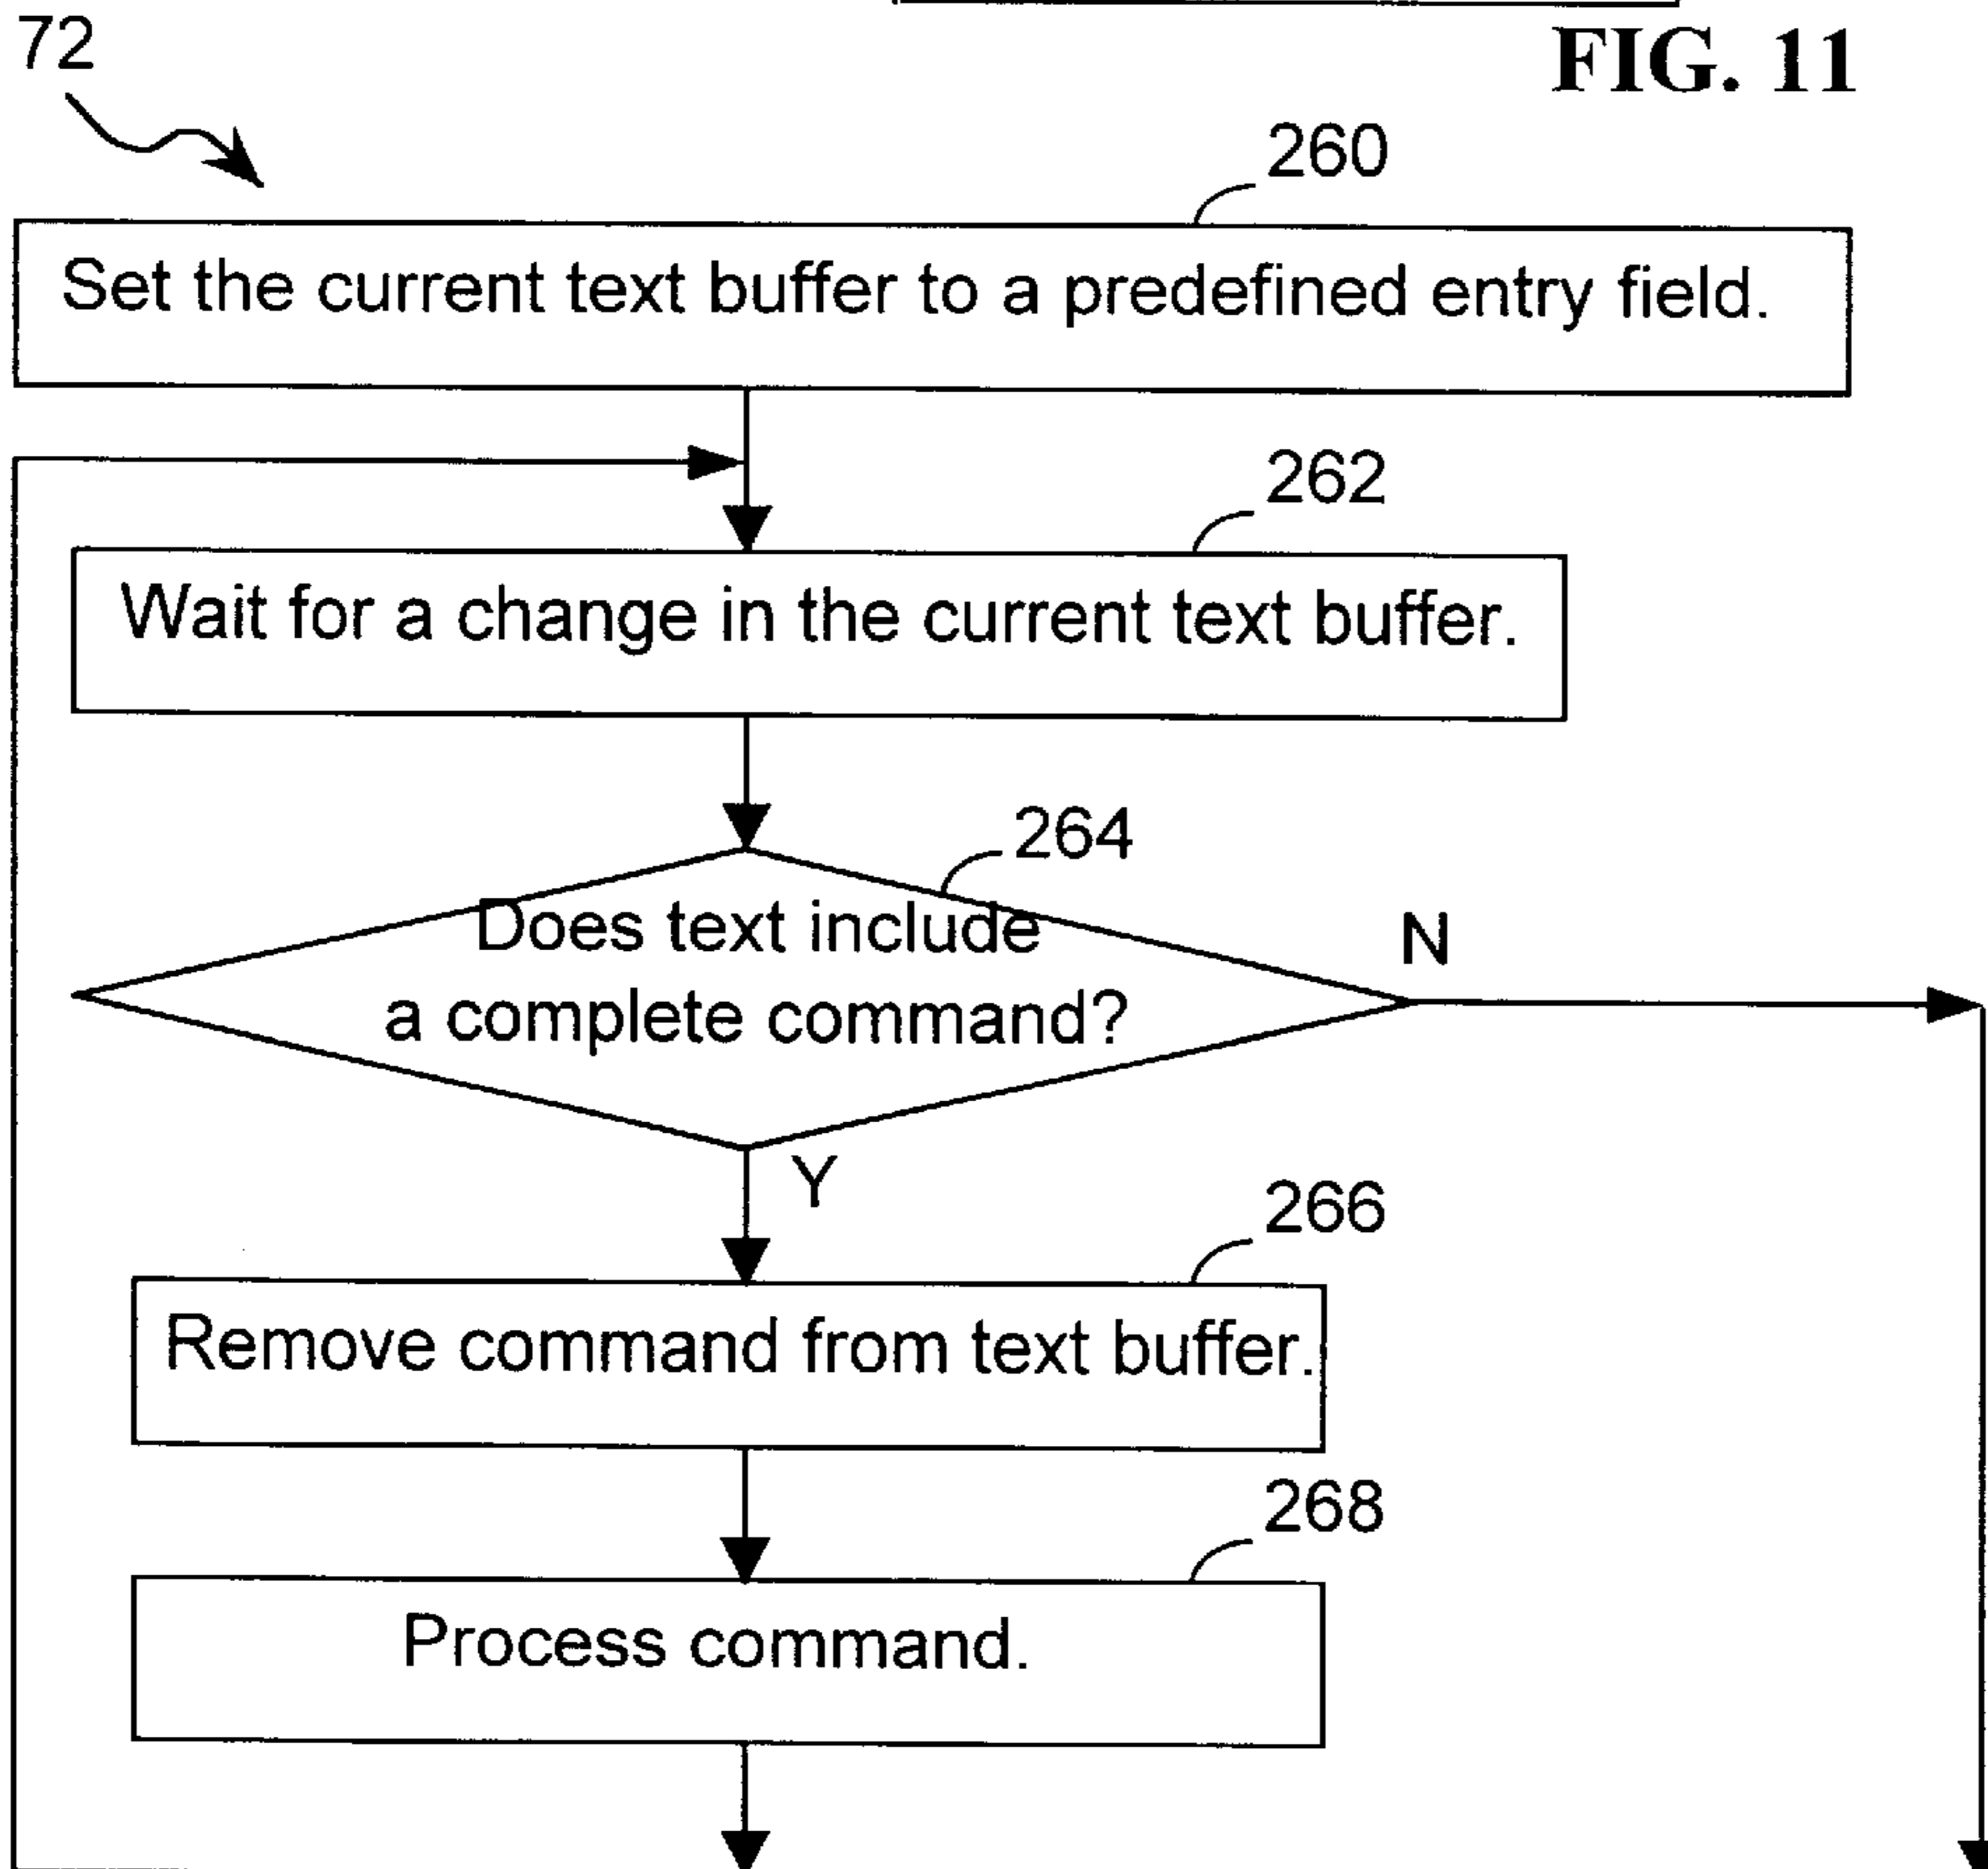 72
FIG. 11
260
Set the current text buffer to a predefined entry field.
262
Wait for a change in the current text buffer.
264
Does text include
a complete command?
N
Y
266
Remove command from text buffer.
268
Process command.